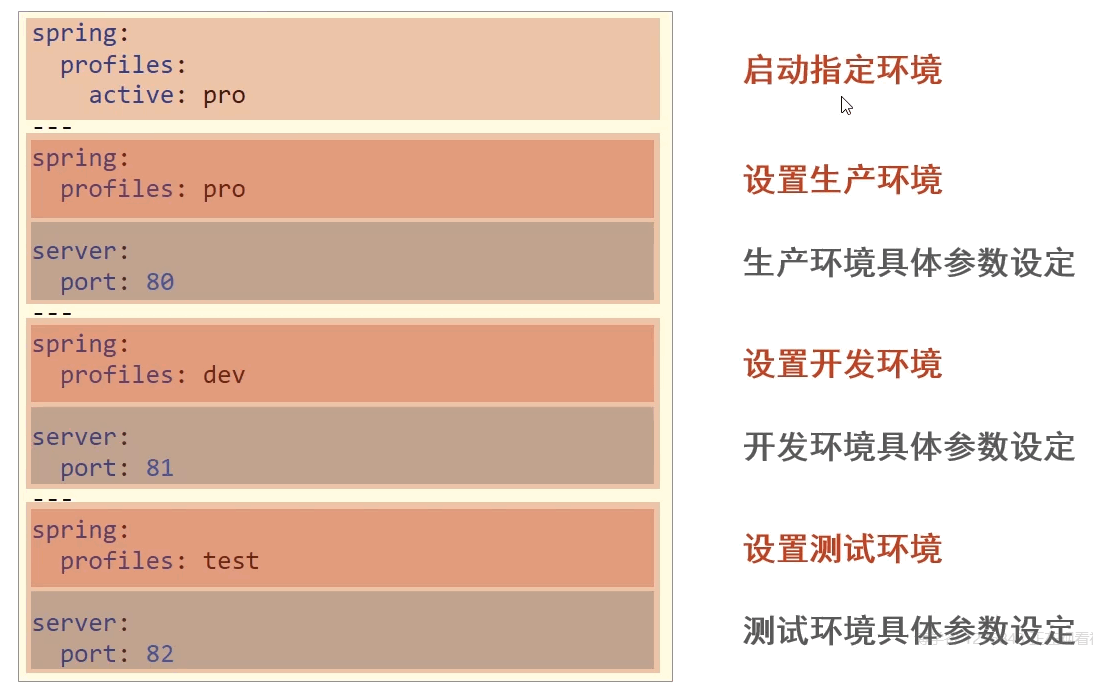 spring:
  profiles:
    active: pro
---
spring:
  profiles: pro
server:
  port: 80
---
spring:
  profiles: dev
server:
  port: 81
---
spring:
  profiles: test
server:
  port: 82
启动指定环境
设置生产环境
生产环境具体参数设定
设置开发环境
开发环境具体参数设定
设置测试环境
测试环境具体参数设定